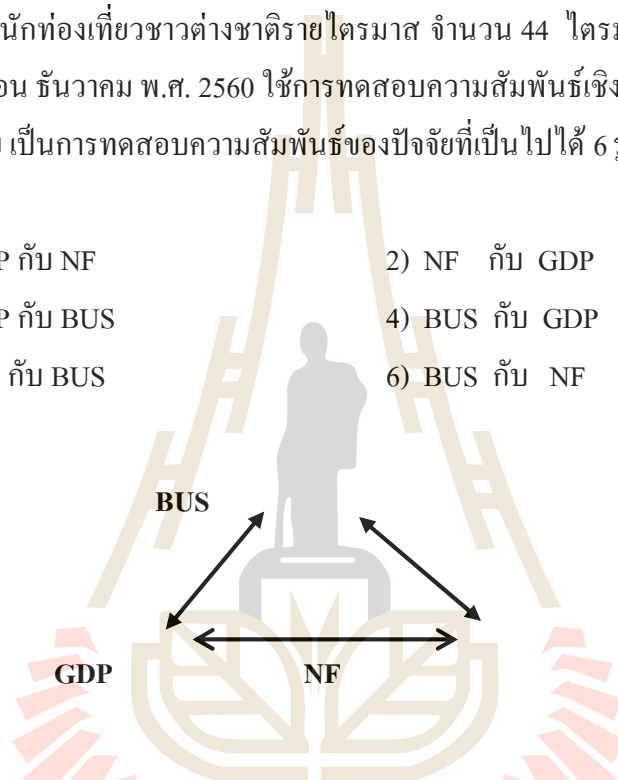 นักท่องเที่ยวชาวต่างชาติรายไตรมาส จำนวน 44
ธันวาคม พ.ศ. 2560 ใช้การทดสอบความสัมพันธ์เชิง
เป็นการทดสอบความสัมพันธ์ของปัจจัยที่เป็นไปได้ 6
กับ NF 2) NF กับ GDP
กับ BUS 4) BUS กับ GDP
กับ BUS 6) BUS กับ NF
BUS
GDP NF